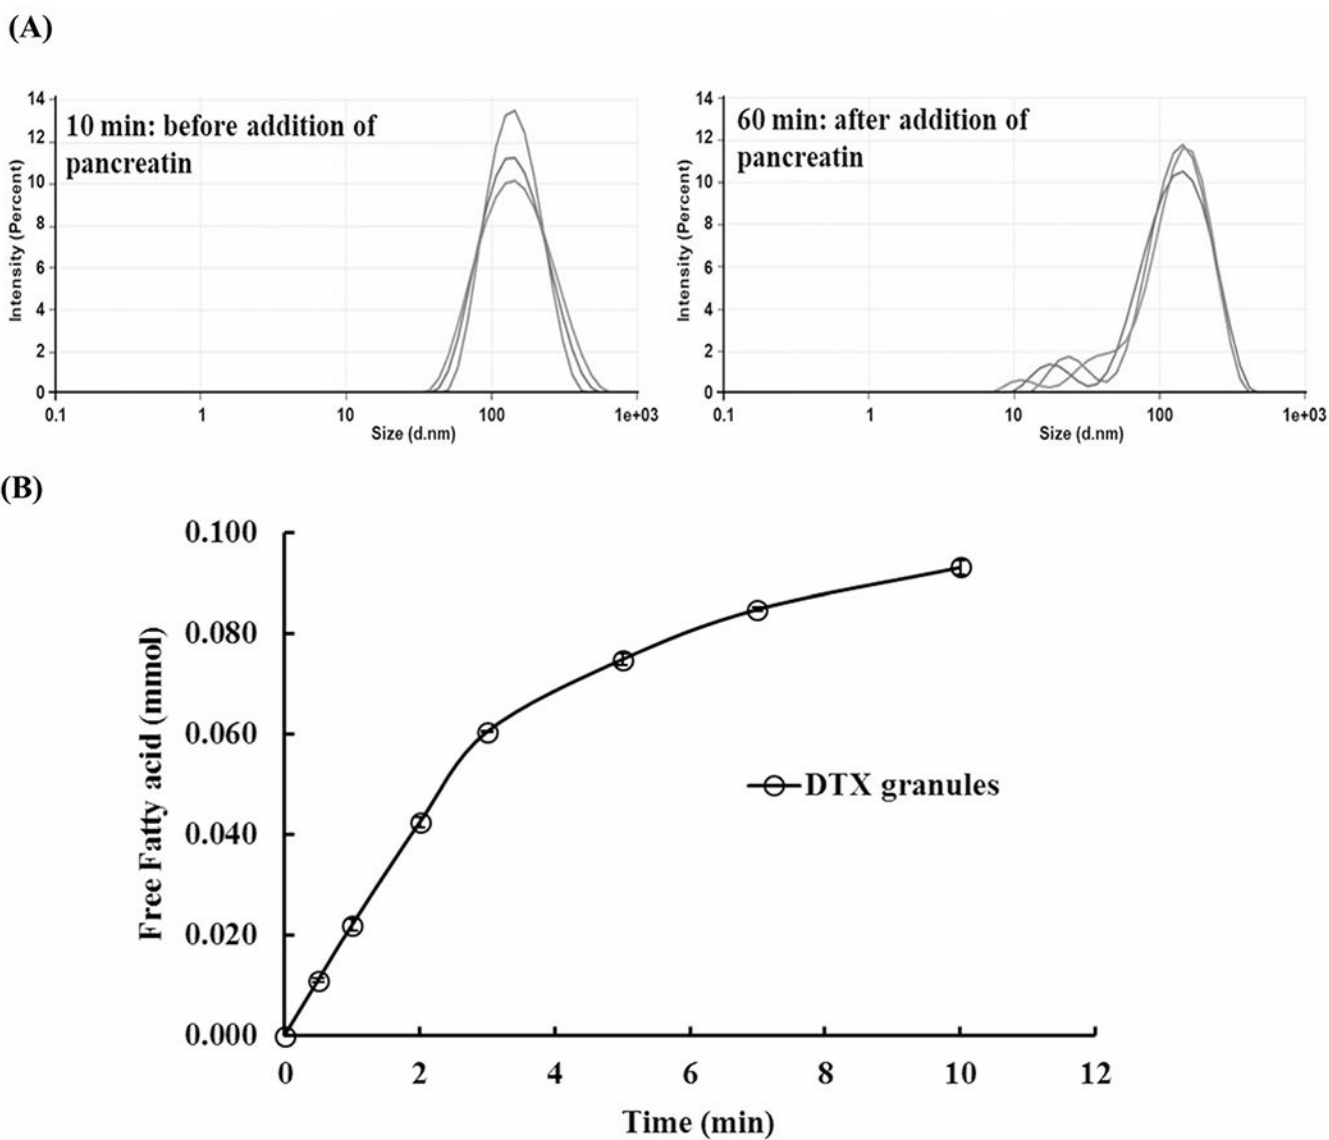 (A)
14
12
10
8
6
4
2
0
Intensity (Percent)
10 min: before addition of
pancreatin
0.1
1
10
100
1e+03
Size (d.nm)
14
12
10
8
6
4
2
0
Intensity (Percent)
60 min: after addition of
pancreatin
0.1
1
10
100
1e+03
Size (d.nm)
(B)
0.100
0.080
0.060
0.040
0.020
0.000
Free Fatty acid (mmol)
DTX granules
0
2
4
6
8
10
12
Time (min)